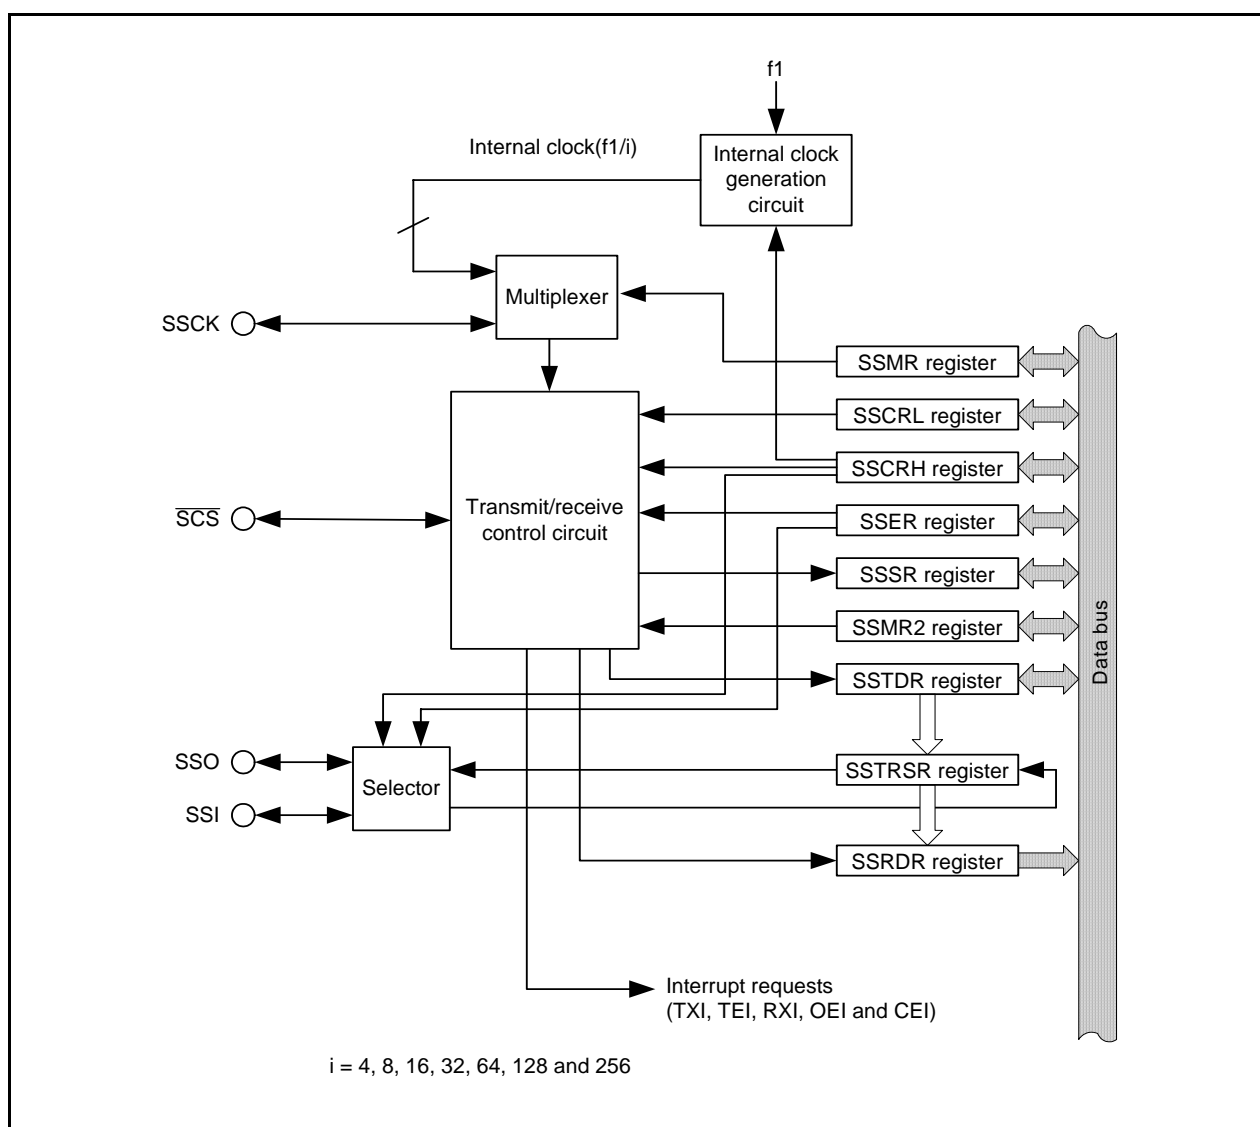 f1
Internal clock(f1/i)
Internal clock
generation
circuit
Multiplexer
SSCK
SSMR register
SSCRL register
SSCRH register
Transmit/receive
control circuit
SCS
SSER register
SSSR register
SSMR2 register
Data bus
SSTDR register
SSO
SSTRSR register
Selector
SSI
SSRDR register
Interrupt requests
(TXI, TEI, RXI, OEI and CEI)
i = 4, 8, 16, 32, 64, 128 and 256